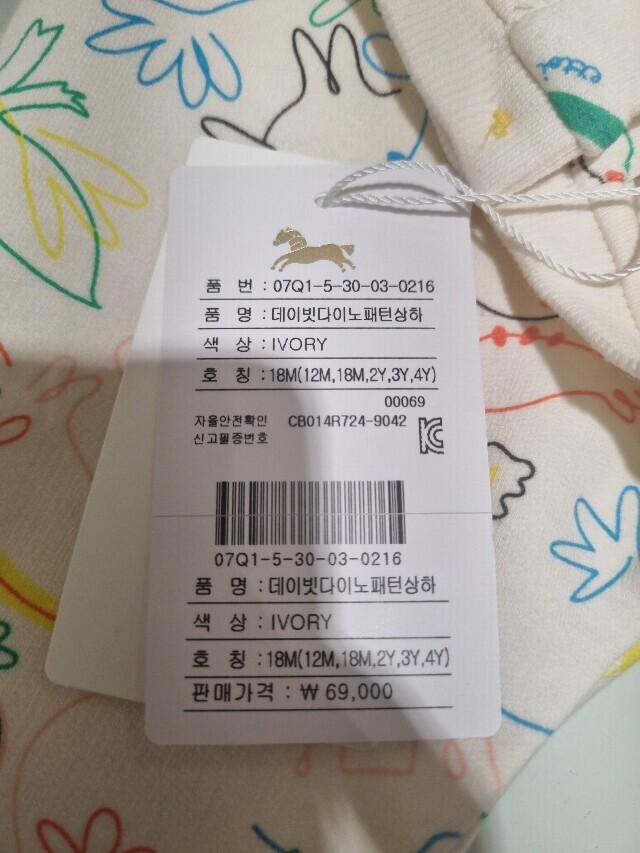 ettoi
품 번 : 07Q1-5-30-03-0216
품 명 : 데이빗다이노패턴상하
색 상 : IVORY
호 칭 : 18M(12M,18M,2Y,3Y,4Y)
00069
자율안전확인 CB014R724-9042
신고필증번호
07Q1-5-30-03-0216
품 명 : 데이빗다이노패턴상하
색 상 : IVORY
호 칭 : 18M(12M,18M,2Y,3Y,4Y)
판매가격 : ₩ 69,000